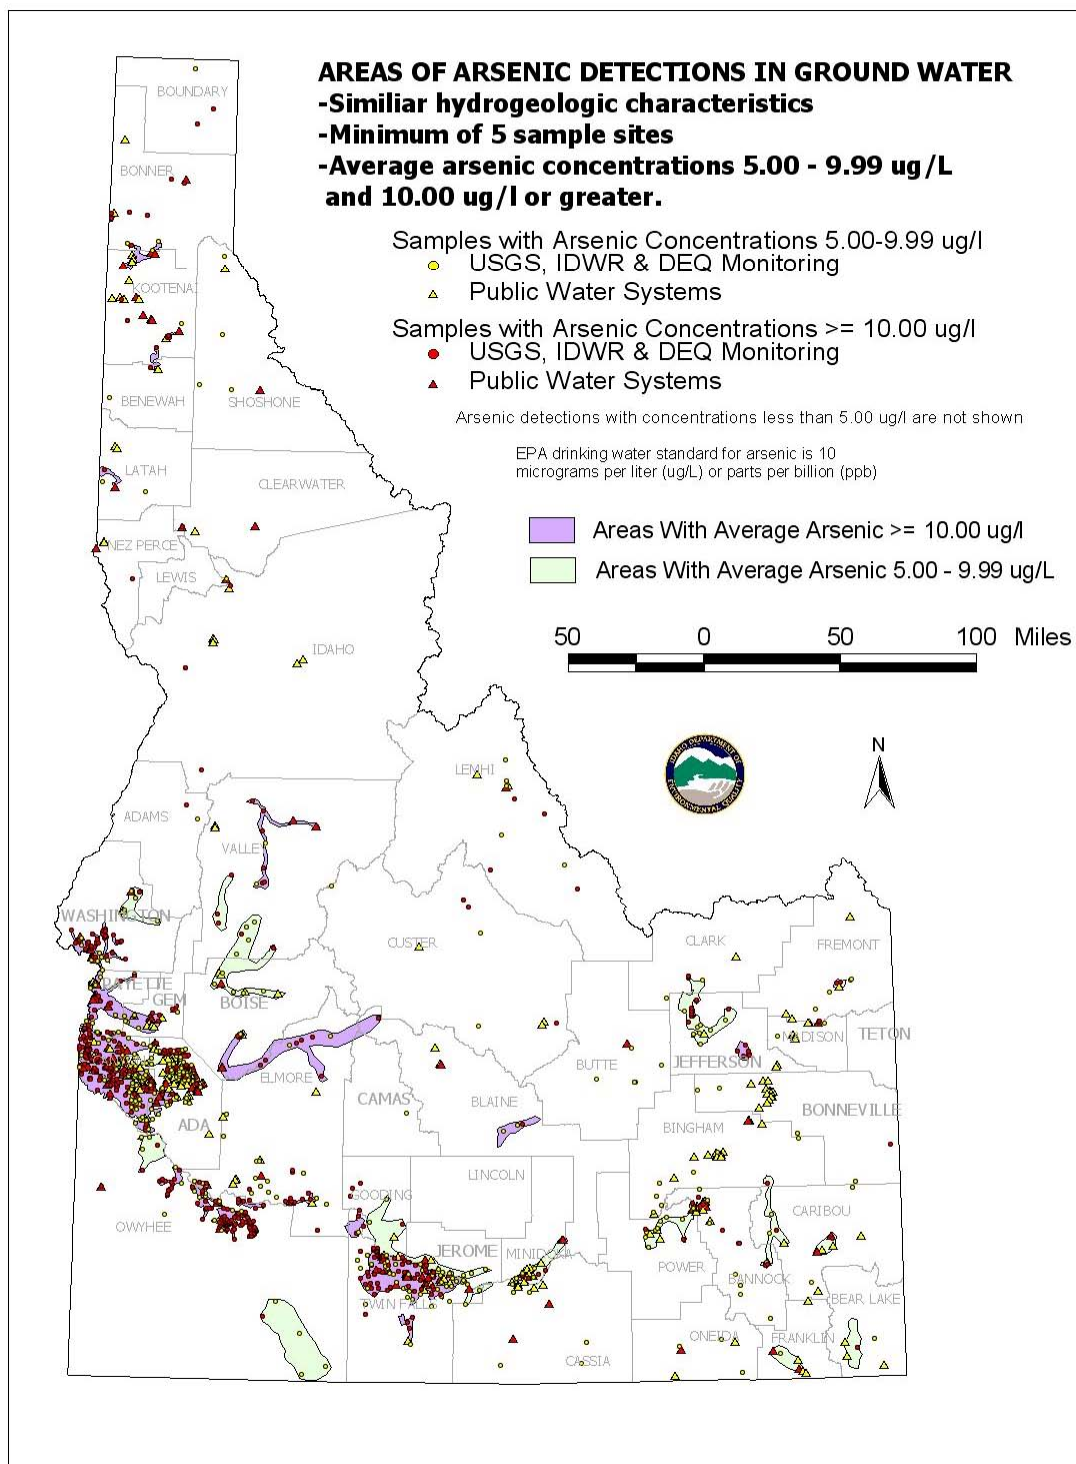 AREAS OF ARSENIC DETECTIONS IN GROUND WATER
-Similiar hydrogeologic characteristics
-Minimum of 5 sample sites
-Average arsenic concentrations 5.00 - 9.99 ug/L
and 10.00 ug/l or greater.
Samples with Arsenic Concentrations 5.00-9.99 ug/l
USGS, IDWR & DEQ Monitoring
Public Water Systems
Samples with Arsenic Concentrations >= 10.00 ug/l
USGS, IDWR & DEQ Monitoring
Public Water Systems
Arsenic detections with concentrations less than 5.00 ug/l are not shown
EPA drinking water standard for arsenic is 10
micrograms per liter (ug/L) or parts per billion (ppb)
Areas With Average Arsenic >= 10.00 ug/l
Areas With Average Arsenic 5.00 - 9.99 ug/L
50 0 50 100 Miles
N
IDAHO DEPARTMENT OF
ENVIRONMENTAL QUALITY
BOUNDARY
BONNER
KOOTENAI
BENEWAH
SHOSHONE
LATAH
CLEARWATER
NEZ PERCE
LEWIS
IDAHO
LEMHI
ADAMS
VALLEY
WASHINGTON
CUSTER
CLARK
FREMONT
PAYETTE
GEM
BOISE
MADISON
TETON
JEFFERSON
BUTTE
ELMORE
CAMAS
BLAINE
BONNEVILLE
ADA
BINGHAM
LINCOLN
GOODING
CARIBOU
OWYHEE
JEROME
MINIDOKA
POWER
BANNOCK
TWIN FALLS
BEAR LAKE
ONEIDA
FRANKLIN
CASSIA